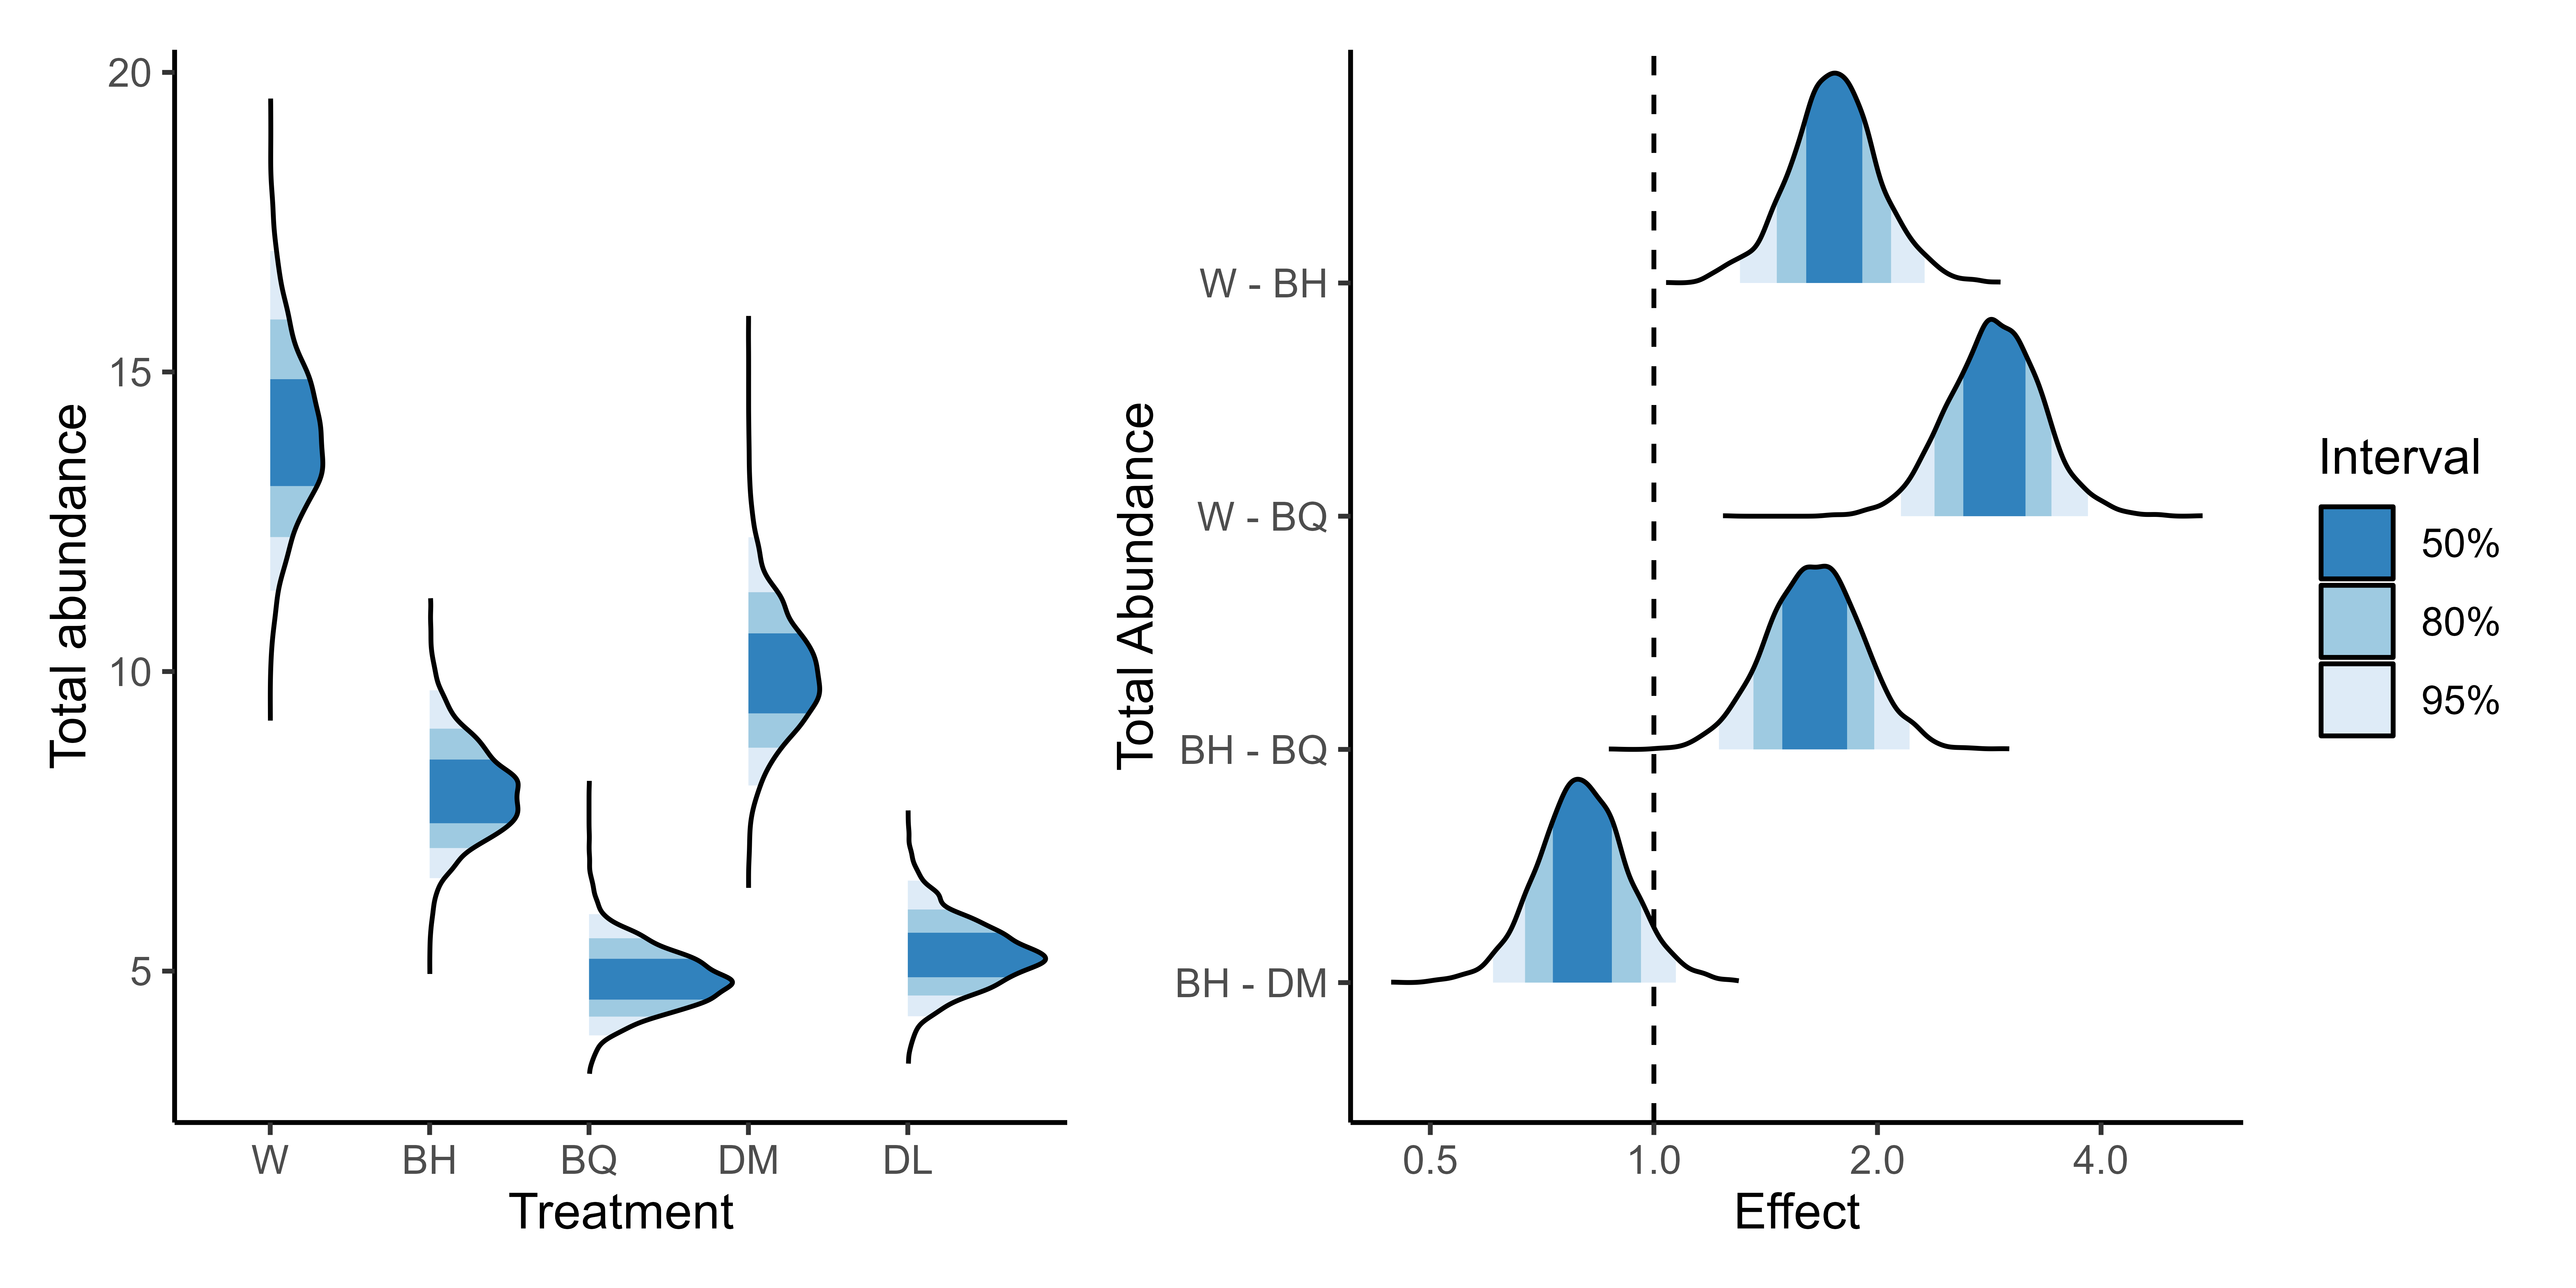 Total abundance
20
15
10
5
W BH BQ DM DL
Treatment
Total Abundance
W - BH
W - BQ
BH - BQ
BH - DM
0.5 1.0 2.0 4.0
Effect
Interval
50%
80%
95%